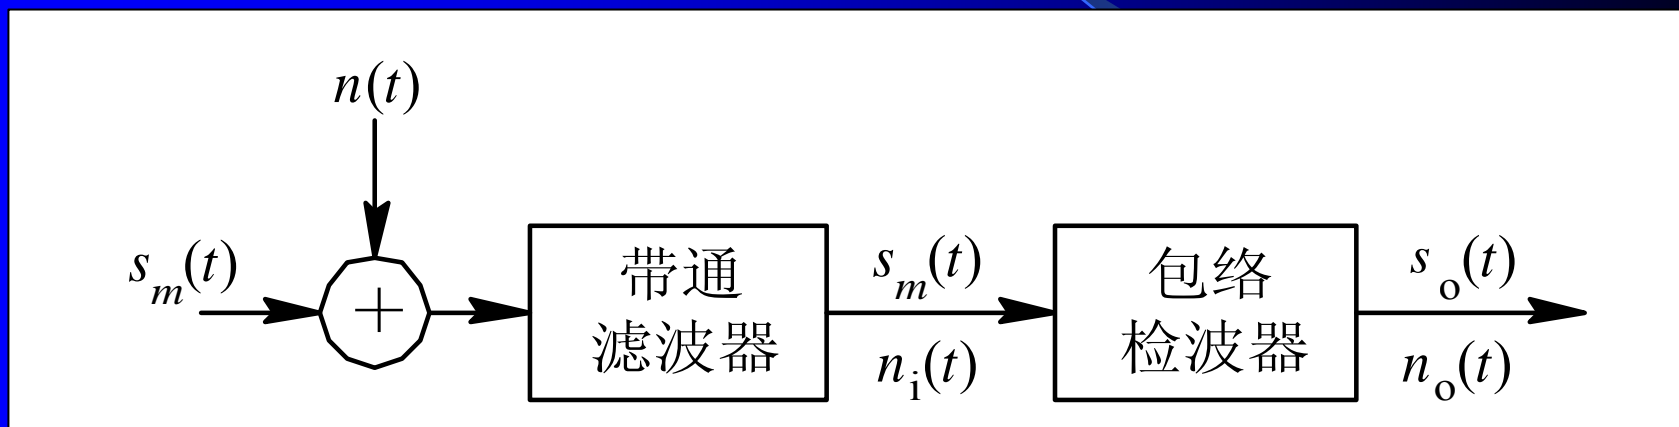 n(t)
s_m(t)
+
带通
滤波器
s_m(t)
n_i(t)
包络
检波器
s_o(t)
n_o(t)